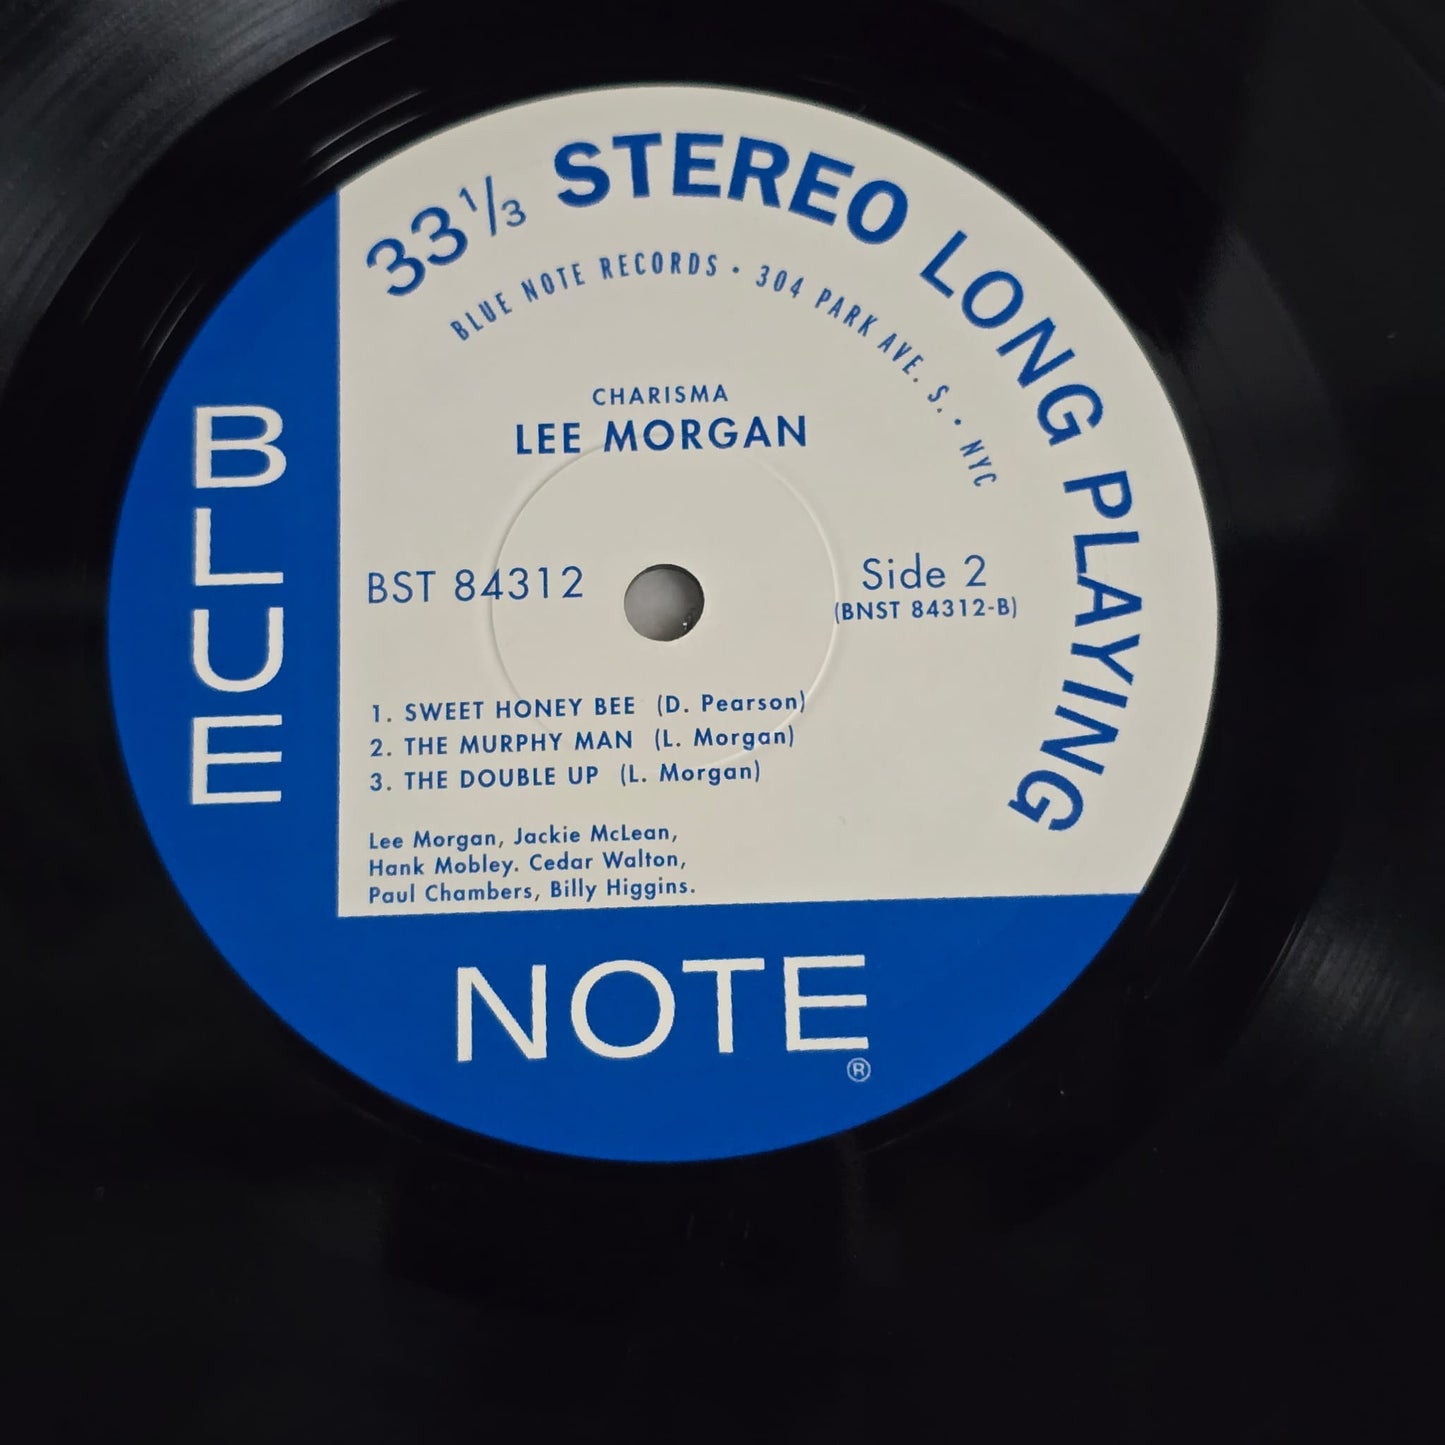 33 1/3 STEREO LONG PLAYING
BLUE NOTE RECORDS • 304 PARK AVE. S. • NYC
CHARISMA
LEE MORGAN
BST 84312
Side 2
(BNST 84312-B)
1. SWEET HONEY BEE (D. Pearson)
2. THE MURPHY MAN (L. Morgan)
3. THE DOUBLE UP (L. Morgan)
Lee Morgan, Jackie McLean,
Hank Mobley. Cedar Walton,
Paul Chambers, Billy Higgins.
BLUE
NOTE ®